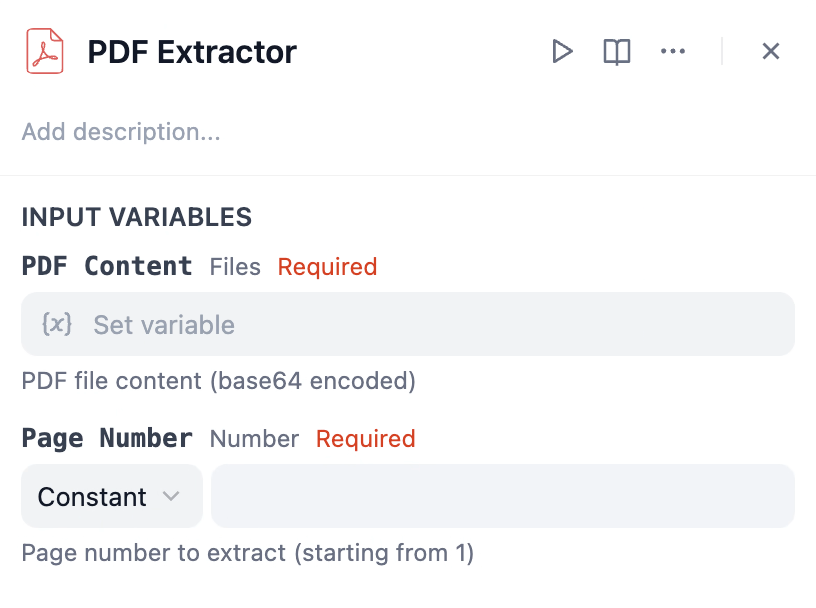 PDF Extractor
Add description...
INPUT VARIABLES
PDF Content Files Required
{x} Set variable
PDF file content (base64 encoded)
Page Number Number Required
Constant
Page number to extract (starting from 1)